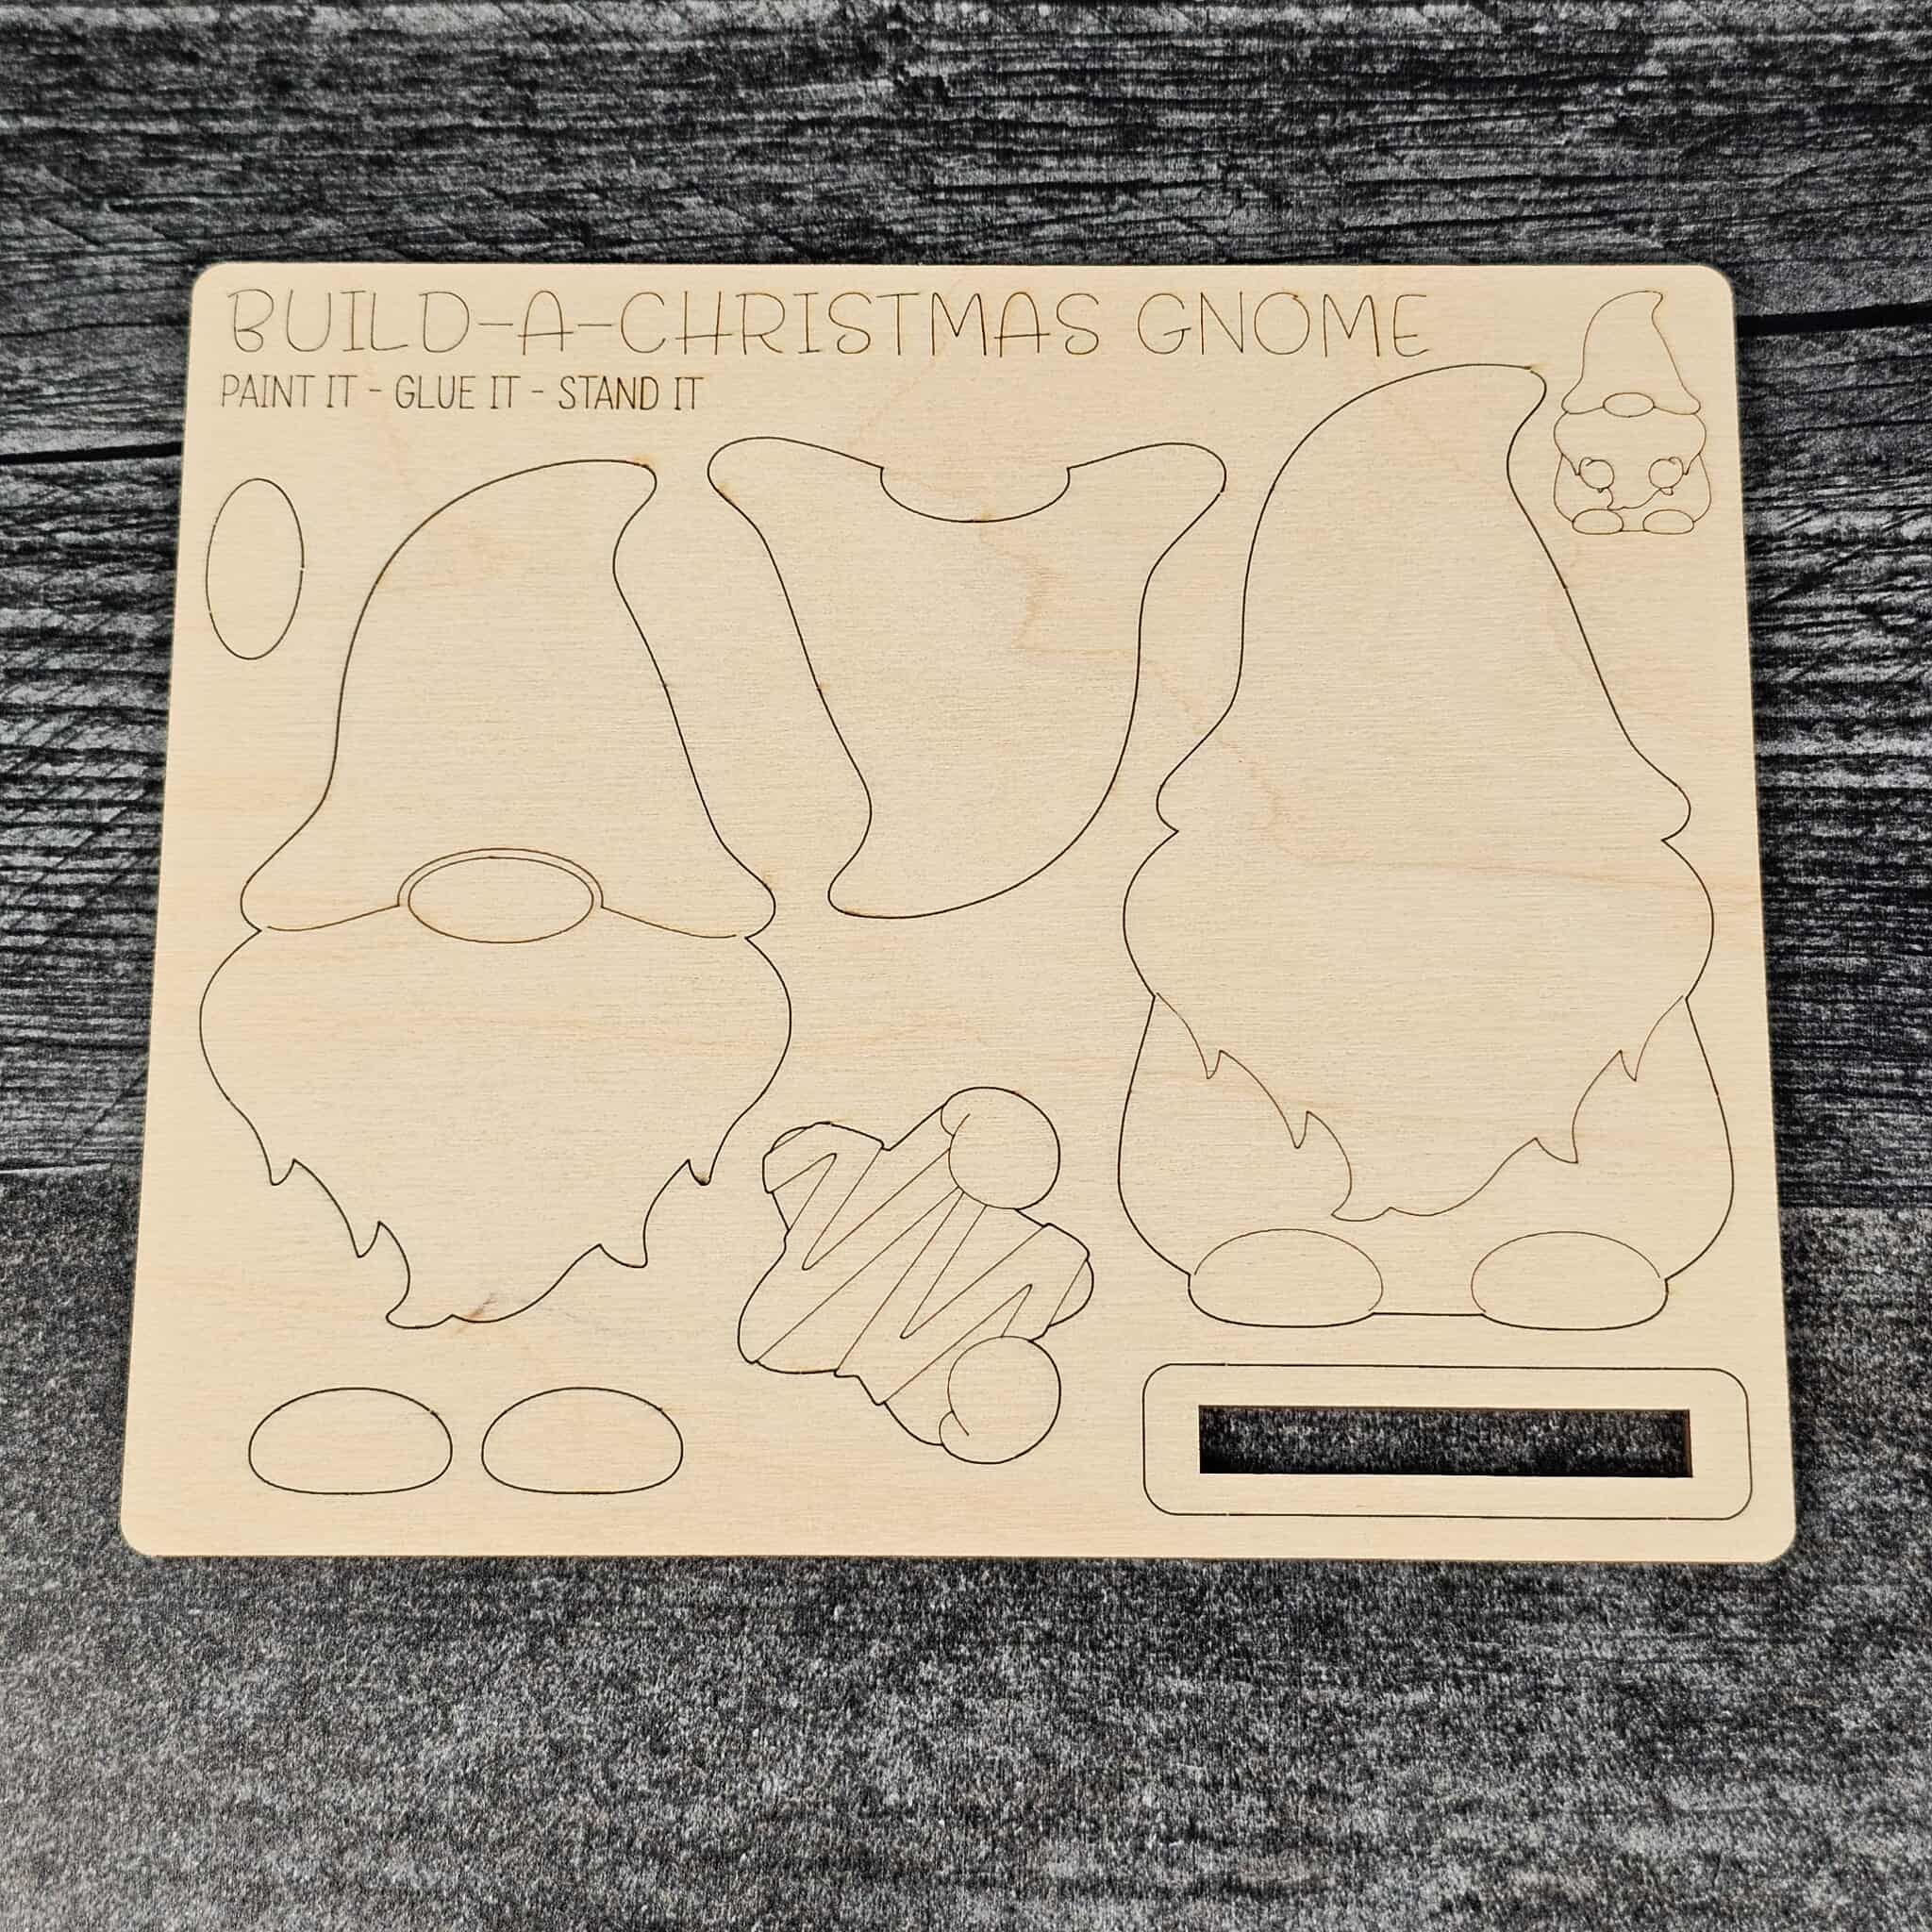 BUILD-A-CHRISTMAS GNOME
PAINT IT - GLUE IT - STAND IT